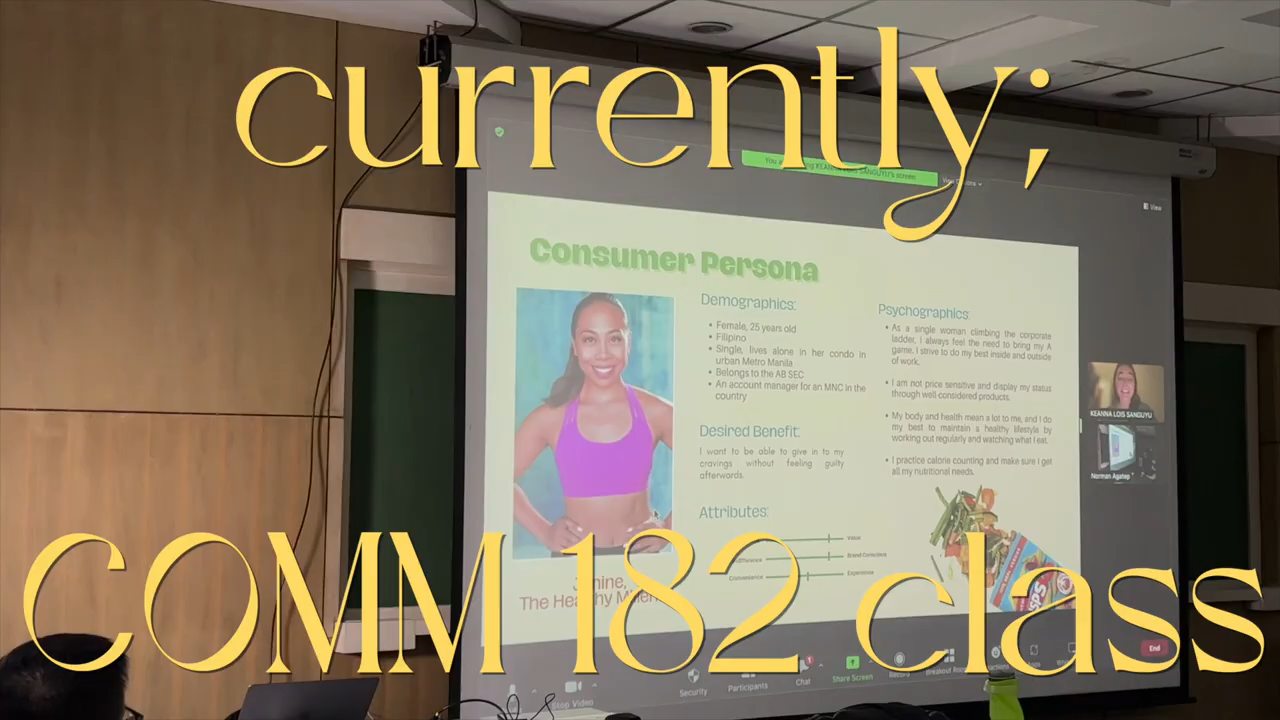 currently;
View
Consumer Persona
Demographics:
• Female, 25 years old
• Filipino
• Single, lives alone in her condo in
urban Metro Manila
• Belongs to the AB SEC
• An account manager for an MNC in the
country
Desired Benefit:
I want to be able to give in to my
cravings without feeling guilty
afterwards.
Attributes:
Value
Brand Conscious
Convenience
Experience
Psychographics:
• As a single woman climbing the corporate
ladder, I always feel the need to bring my A
game. I strive to do my best inside and outside
of work.
• I am not price sensitive and display my status
through well-considered products.
• My body and health mean a lot to me, and I do
my best to maintain a healthy lifestyle by
working out regularly and watching what I eat.
• I practice calorie counting and make sure I get
all my nutritional needs.
KEANNA LOIS SANGUYU
Norman Agatep
The
COMM 182 class
Stop Video
Security
Participants
Chat
Share Screen
Record
End